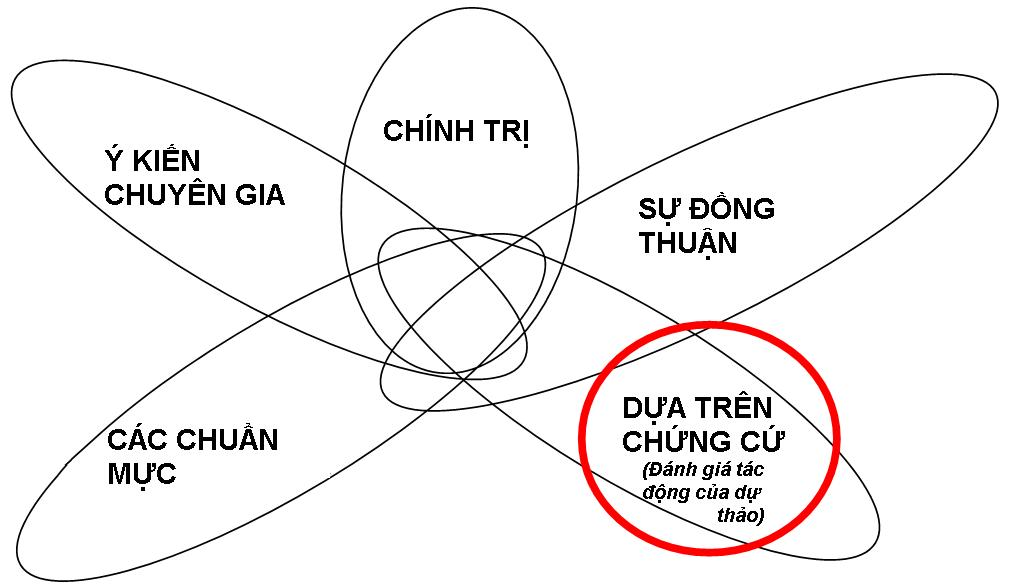 CHÍNH TRỊ
Ý KIẾN
CHUYÊN GIA
SỰ ĐỒNG
THUẬN
DỰA TRÊN
CHỨNG CỨ
(Đánh giá tác
động của dự
thảo)
CÁC CHUẨN
MỰC